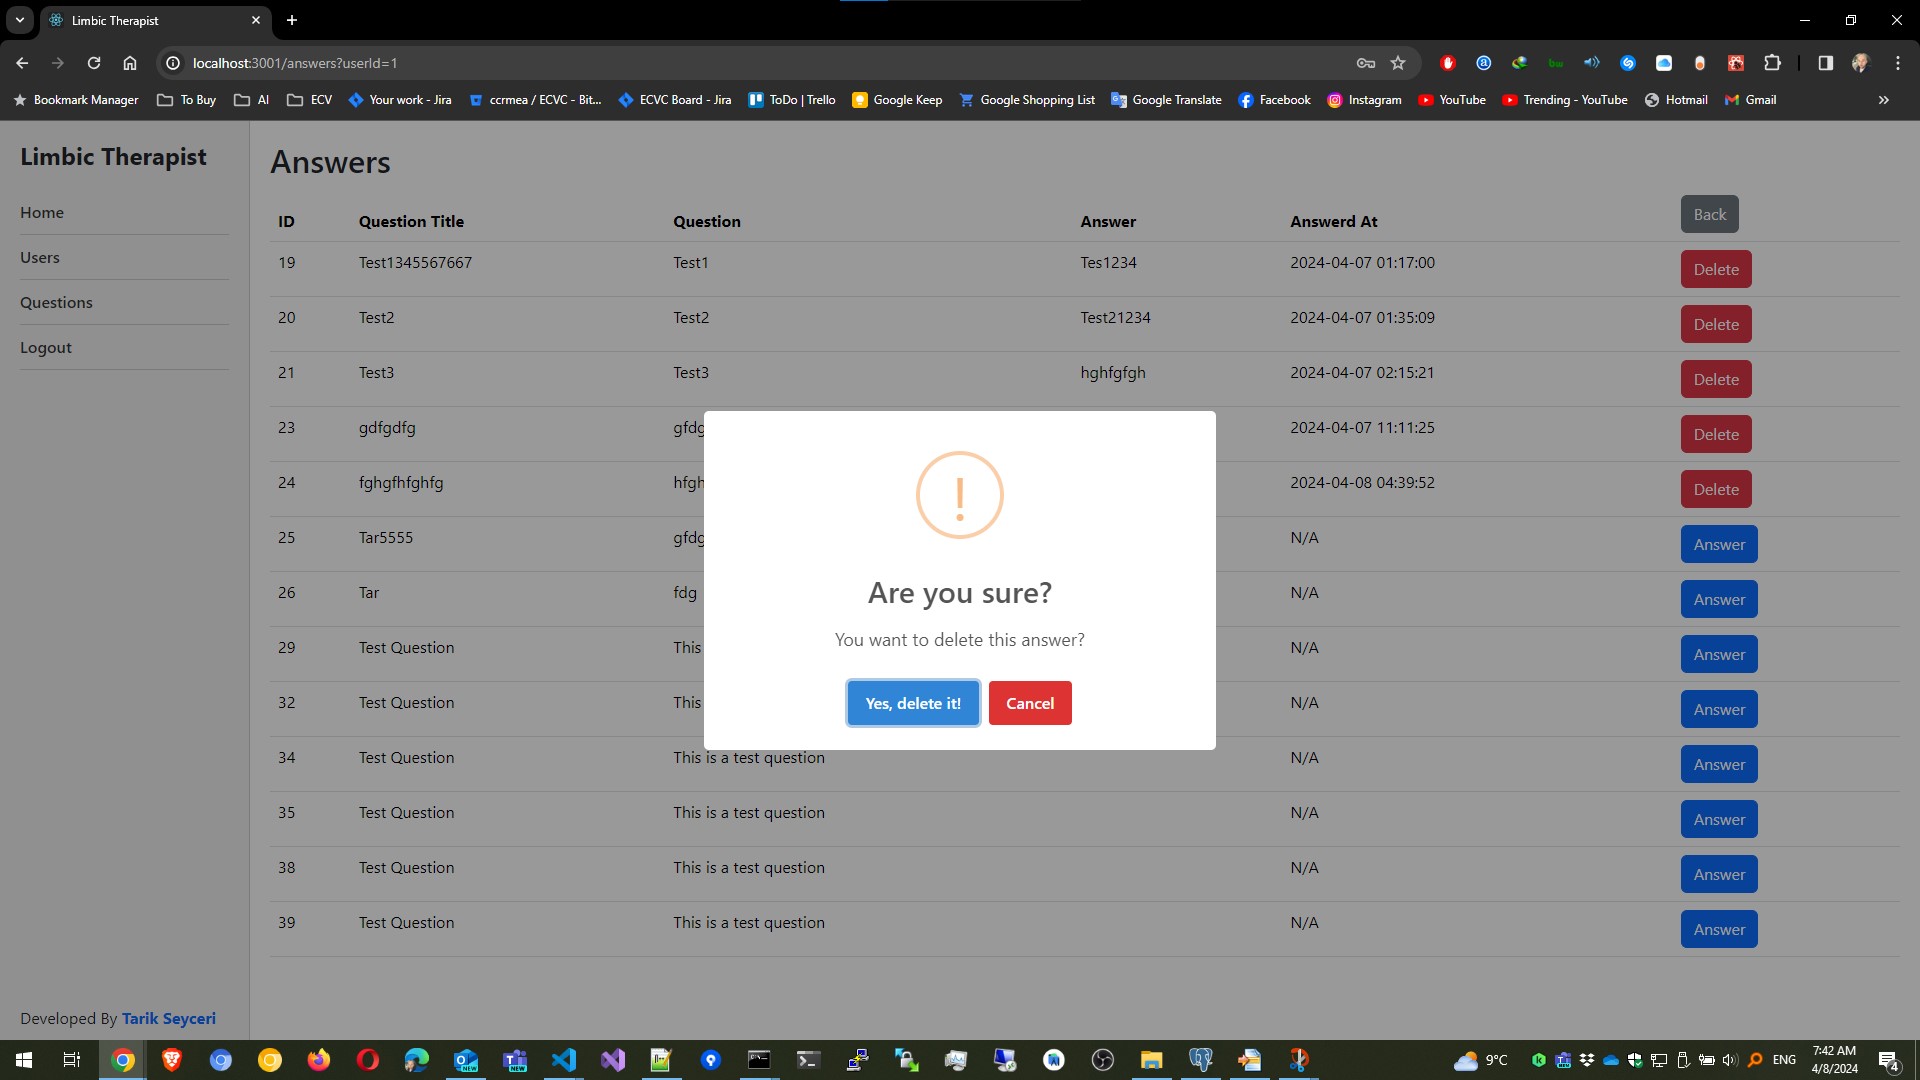 Limbic Therapist
localhost:3001/answers?userId=1
Bookmark Manager To Buy AI ECV Your work - Jira ccrmea / ECVC - Bit... ECVC Board - Jira ToDo | Trello Google Keep Google Shopping List Google Translate Facebook Instagram YouTube Trending - YouTube Hotmail Gmail
Limbic Therapist
Home
Users
Questions
Logout
Developed By Tarik Seyceri
Answers
ID Question Title Question Answer Answerd At Back
19 Test1345567667 Test1 Tes1234 2024-04-07 01:17:00 Delete
20 Test2 Test2 Test21234 2024-04-07 01:35:09 Delete
21 Test3 Test3 hghfgfgh 2024-04-07 02:15:21 Delete
23 gdfgdfg gfdg 2024-04-07 11:11:25 Delete
24 fghgfhfghfg hfgh 2024-04-08 04:39:52 Delete
25 Tar5555 gfdg N/A Answer
26 Tar fdg N/A Answer
29 Test Question This N/A Answer
32 Test Question This N/A Answer
34 Test Question This is a test question N/A Answer
35 Test Question This is a test question N/A Answer
38 Test Question This is a test question N/A Answer
39 Test Question This is a test question N/A Answer
!
Are you sure?
You want to delete this answer?
Yes, delete it! Cancel
9°C ENG 7:42 AM
4/8/2024 4